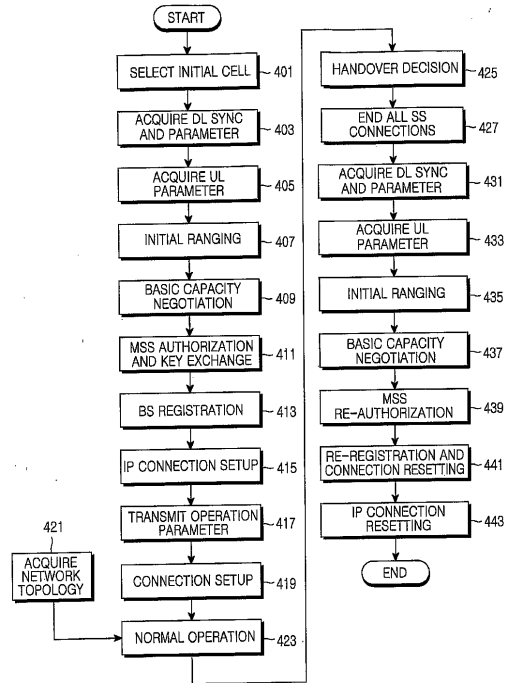 START
SELECT INITIAL CELL
401
ACQUIRE DL SYNC
AND PARAMETER
403
ACQUIRE UL
PARAMETER
405
INITIAL RANGING
407
BASIC CAPACITY
NEGOTIATION
409
MSS AUTHORIZATION
AND KEY EXCHANGE
411
BS REGISTRATION
413
IP CONNECTION SETUP
415
TRANSMIT OPERATION
PARAMETER
417
421
ACQUIRE
NETWORK
TOPOLOGY
CONNECTION SETUP
419
NORMAL OPERATION
423
HANDOVER DECISION
425
END ALL SS
CONNECTIONS
427
ACQUIRE DL SYNC
AND PARAMETER
431
ACQUIRE UL
PARAMETER
433
INITIAL RANGING
435
BASIC CAPACITY
NEGOTIATION
437
MSS
RE-AUTHORIZATION
439
RE-REGISTRATION AND
CONNECTION RESETTING
441
IP CONNECTION
RESETTING
443
END